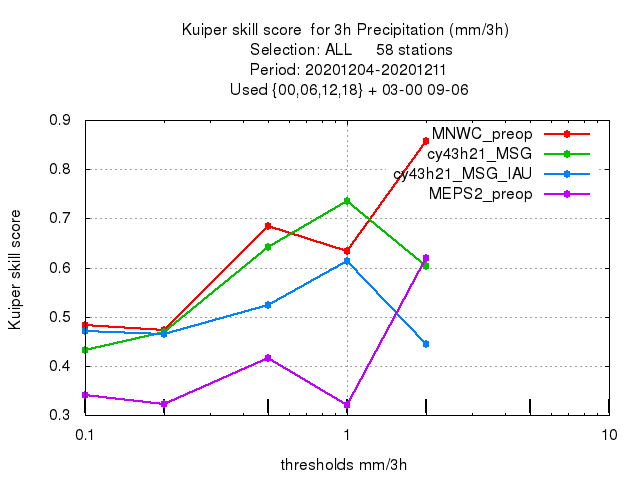 Kuiper skill score  for 3h Precipitation (mm/3h)
Selection: ALL     58 stations
Period: 20201204-20201211
Used {00,06,12,18} + 03-00 09-06
0.9
0.8
0.7
0.6
0.5
0.4
0.3
Kuiper skill score
MNWC_preop
cy43h21_MSG
cy43h21_MSG_IAU
MEPS2_preop
0.1 1 10
thresholds mm/3h